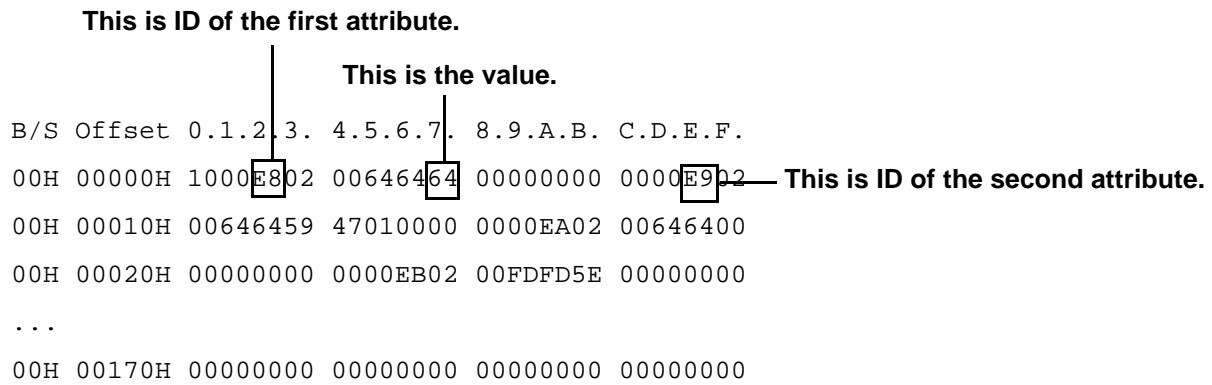 This is ID of the first attribute.
This is the value.
B/S Offset 0.1.2.3. 4.5.6.7. 8.9.A.B. C.D.E.F.
00H 00000H 1000E802 00646464 00000000 0000E902
This is ID of the second attribute.
00H 00010H 00646459 47010000 0000EA02 00646400
00H 00020H 00000000 0000EB02 00FDFD5E 00000000
...
00H 00170H 00000000 00000000 00000000 00000000